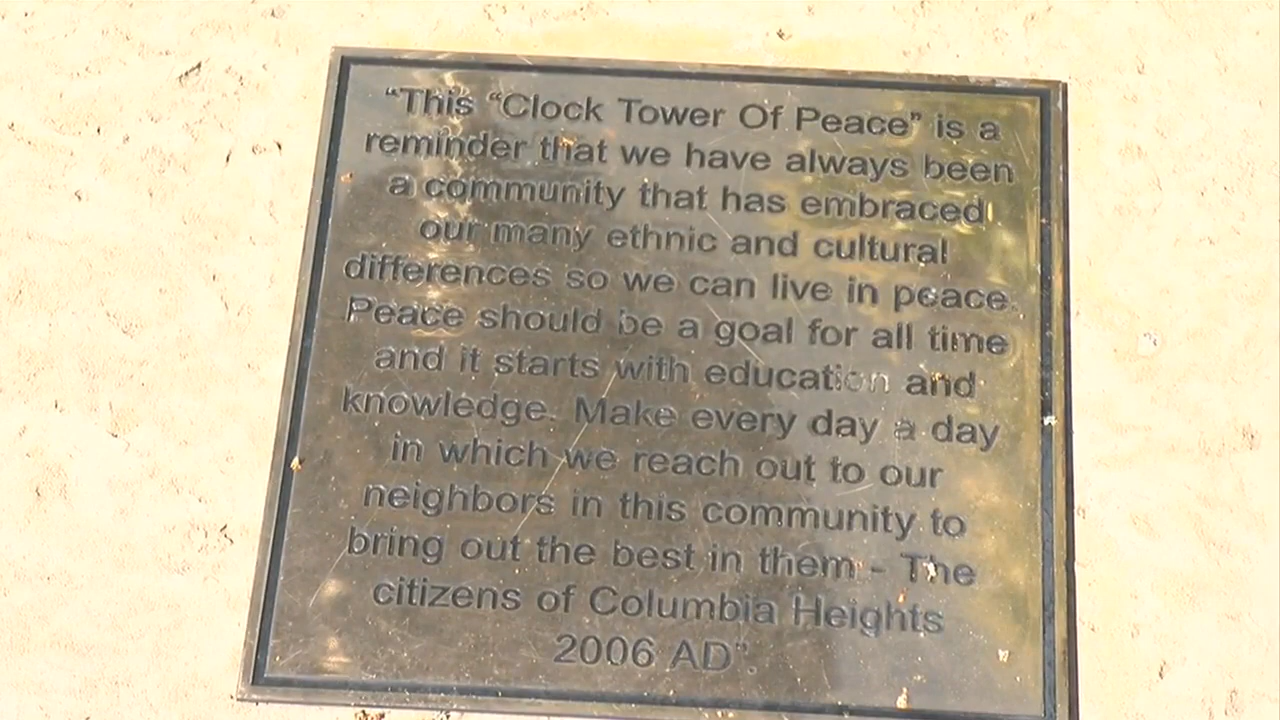 “This “Clock Tower Of Peace” is a
reminder that we have always been
a community that has embraced
our many ethnic and cultural
differences so we can live in peace.
Peace should be a goal for all time
and it starts with education and
knowledge. Make every day a day
in which we reach out to our
neighbors in this community to
bring out the best in them - The
citizens of Columbia Heights
2006 AD”.